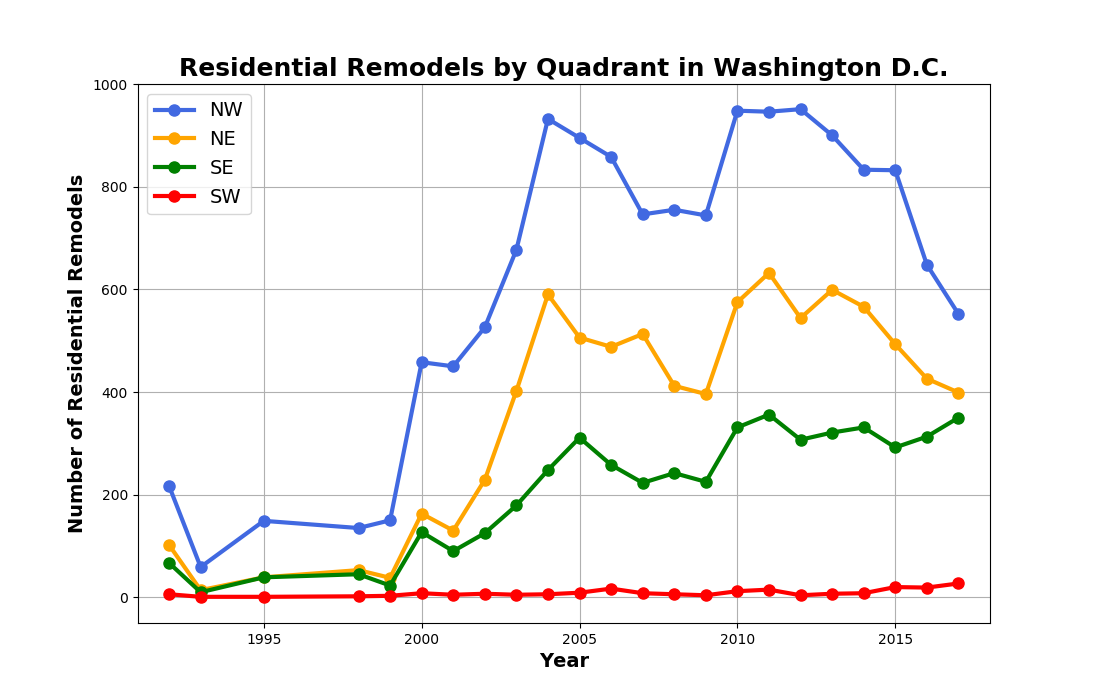 Residential Remodels by Quadrant in Washington D.C.
1000
800
600
400
200
0
Number of Residential Remodels
NW
NE
SE
SW
1995
2000
2005
2010
2015
Year